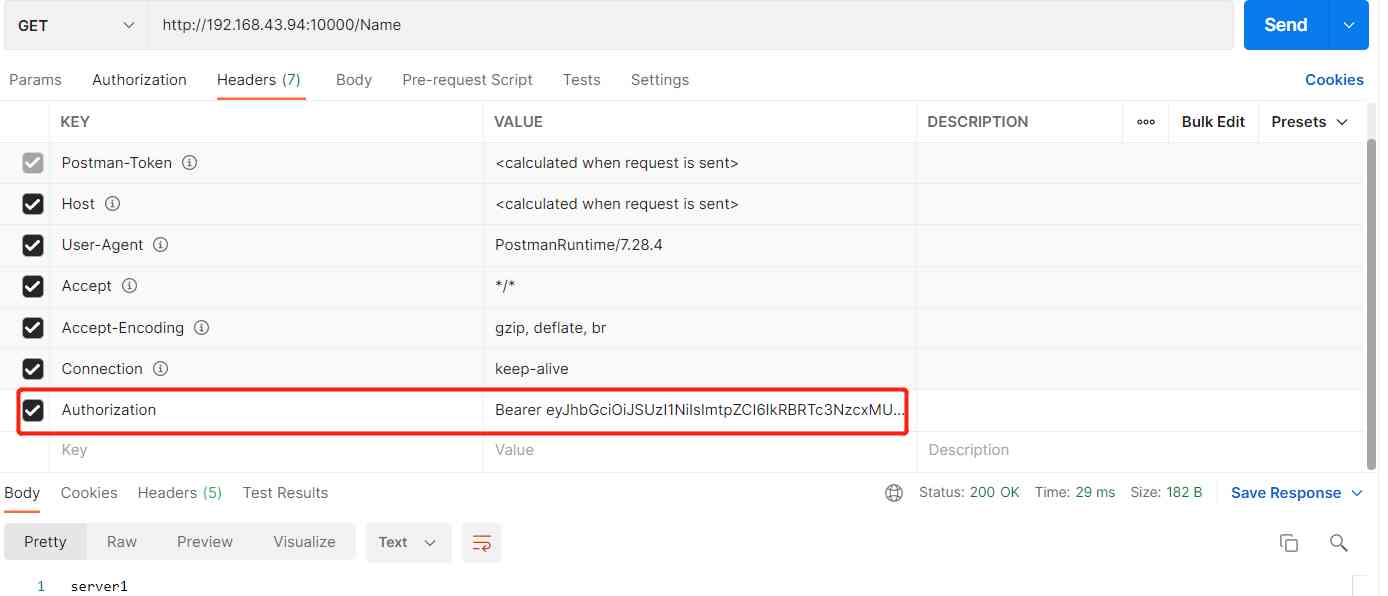 GET http://192.168.43.94:10000/Name Send
Params Authorization Headers (7) Body Pre-request Script Tests Settings Cookies
KEY VALUE DESCRIPTION Bulk Edit Presets
Postman-Token <calculated when request is sent>
Host <calculated when request is sent>
User-Agent PostmanRuntime/7.28.4
Accept */*
Accept-Encoding gzip, deflate, br
Connection keep-alive
Authorization Bearer eyJhbGciOiJSUzI1NiIsImtpZCI6IkRBRTc3NzcxMU...
Key Value Description
Body Cookies Headers (5) Test Results Status: 200 OK Time: 29 ms Size: 182 B Save Response
Pretty Raw Preview Visualize Text
1 server1